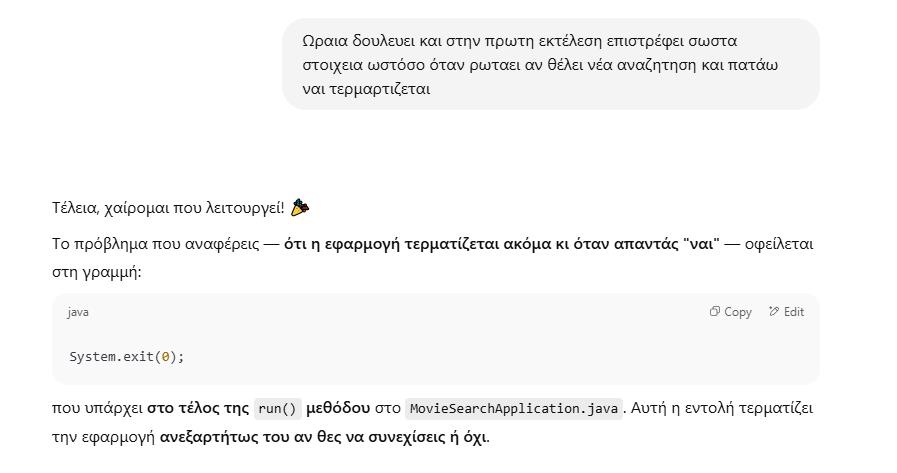 Ωραια δουλευει και στην πρωτη εκτέλεση επιστρέφει σωστα
στοιχεια ωστόσο όταν ρωταει αν θέλει νέα αναζητηση και πατάω
ναι τερμαρτιζεται
Τέλεια, χαίρομαι που λειτουργεί! 🎉
Το πρόβλημα που αναφέρεις — ότι η εφαρμογή τερματίζεται ακόμα κι όταν απαντάς "ναι" — οφείλεται
στη γραμμή:
java Copy Edit
System.exit(0);
που υπάρχει στο τέλος της run() μεθόδου στο MovieSearchApplication.java. Αυτή η εντολή τερματίζει
την εφαρμογή ανεξαρτήτως του αν θες να συνεχίσεις ή όχι.